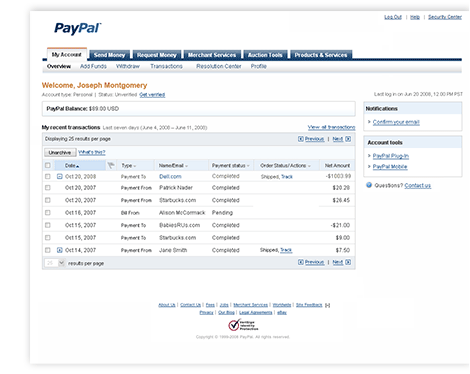 Log Out | Help | Security Center
PayPal
My Account Send Money Request Money Merchant Services Auction Tools Products & Services
Overview Add Funds Withdraw Transactions Resolution Center Profile
Welcome, Joseph Montgomery
Account type: Personal | Status: Unverified Get verified
Last log in on Jun 20 2008, 12:00 PM PST
PayPal Balance: $89.00 USD
Notifications
Confirm your email
My recent transactions Last seven days (June 4, 2008 – June 11, 2008)
View all transactions
Displaying 25 results per page
Previous | Next
Account tools
PayPal Plug-In
PayPal Mobile
Questions? Contact us
Unarchive What's this?
Date Type Name/Email Payment status Order Status/Actions Net Amount
Oct 20, 2008 Payment To Dell.com Completed Shipped, Track
Oct 20, 2007 Payment From Patrick Nader Completed $20.29
Oct 20, 2008 Payment From Starbucks.com Completed $26.45
Oct 16, 2007 Bill From Alison McCormack Pending
Oct 15, 2007 Payment To BabiesRUs.com Completed -$21.00
Oct 15, 2007 Payment To Starbucks.com Completed $9.00
Oct 14, 2007 Payment From Jane Smith Completed Shipped, Track $7.50
25 results per page
Previous | Next
About Us | Contact Us | Fees | Jobs | Merchant Services | Worldwide | Site Feedback [-]
Privacy | Our Blog | Legal Agreements | eBay
VeriSign Identity Protection
Copyright © 1999-2008 PayPal. All rights reserved.